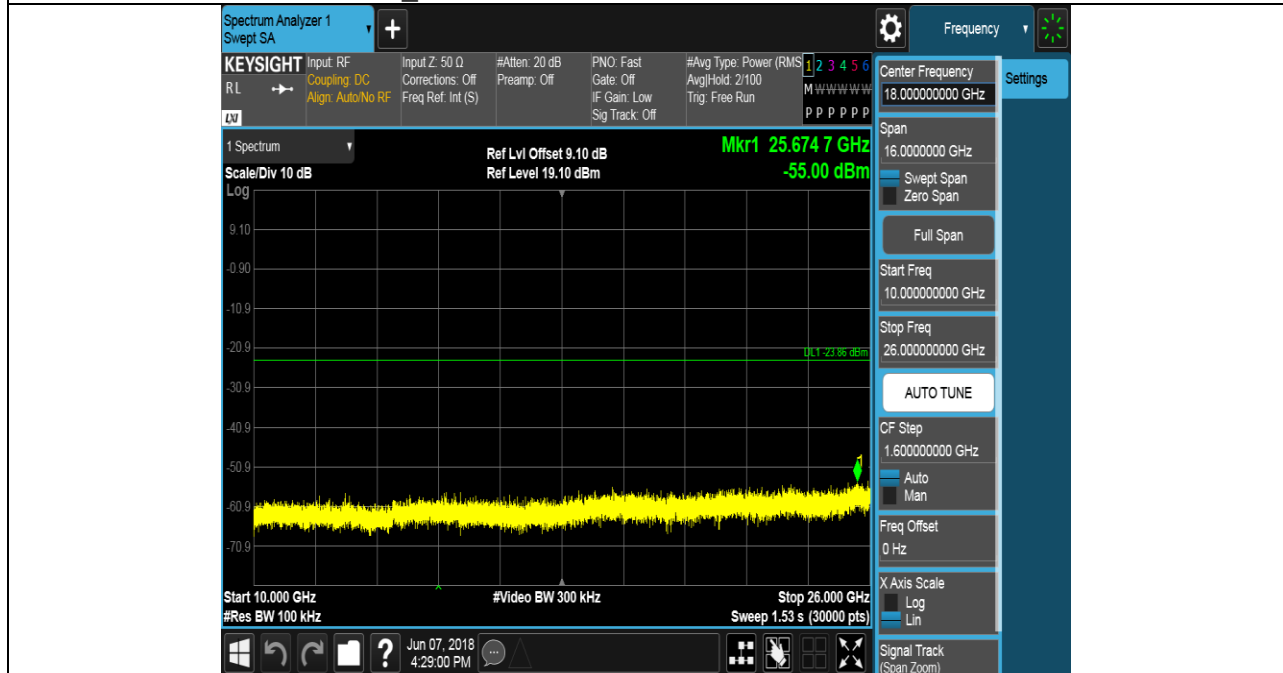 Spectrum Analyzer 1
Swept SA
+
Frequency
KEYSIGHT
RL
LXI
Input: RF
Coupling: DC
Align: Auto/No RF
Input Z: 50 Ω
Corrections: Off
Freq Ref: Int (S)
#Atten: 20 dB
Preamp: Off
PNO: Fast
Gate: Off
IF Gain: Low
Sig Track: Off
#Avg Type: Power (RMS
Avg|Hold: 2/100
Trig: Free Run
1 2 3 4 5 6
M W W W W W
P P P P P P
1 Spectrum
Scale/Div 10 dB
Ref Lvl Offset 9.10 dB
Ref Level 19.10 dBm
Mkr1 25.674 7 GHz
-55.00 dBm
Log
9.10
-0.90
-10.9
-20.9
DL1 -23.86 dBm
-30.9
-40.9
-50.9
1
-60.9
-70.9
Start 10.000 GHz
#Video BW 300 kHz
Stop 26.000 GHz
#Res BW 100 kHz
Sweep 1.53 s (30000 pts)
?
Jun 07, 2018
4:29:00 PM
Center Frequency
18.000000000 GHz
Settings
Span
16.0000000 GHz
Swept Span
Zero Span
Full Span
Start Freq
10.000000000 GHz
Stop Freq
26.000000000 GHz
AUTO TUNE
CF Step
1.600000000 GHz
Auto
Man
Freq Offset
0 Hz
X Axis Scale
Log
Lin
Signal Track
(Span Zoom)